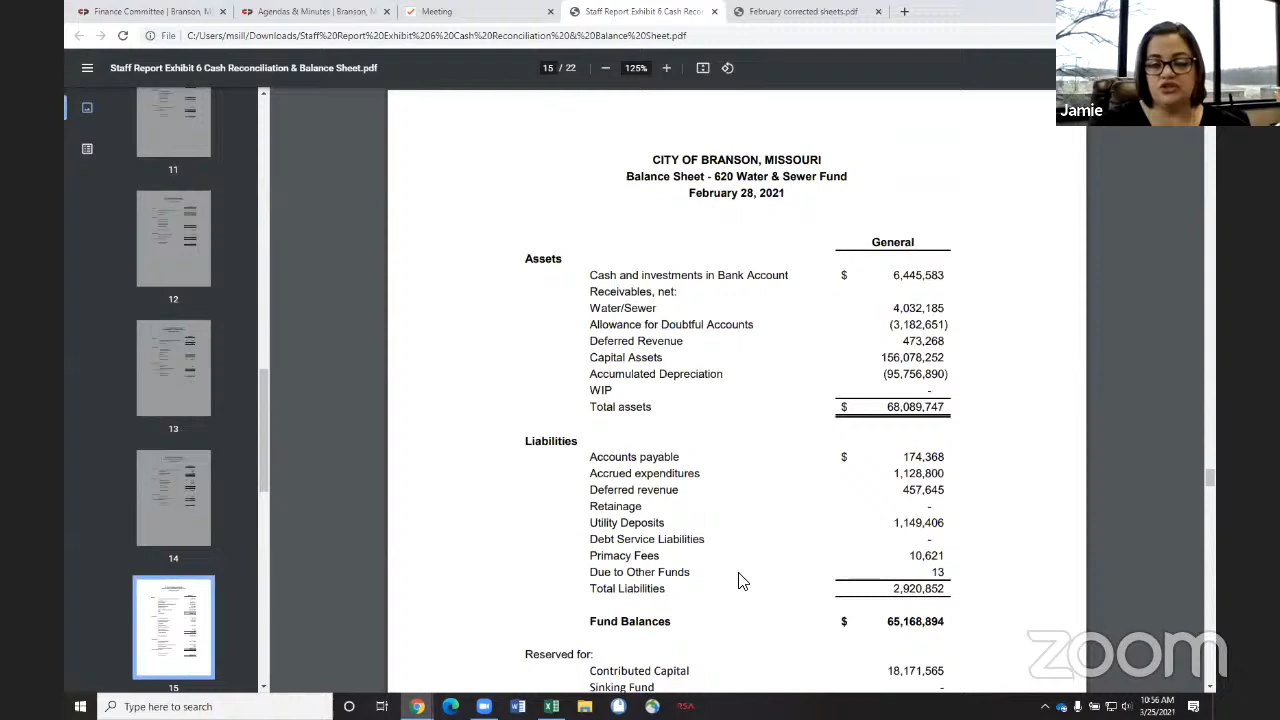 Finance Committee | Branson, M
Agendas & Minutes | Branson, M
Meeting
Staff Report Exhibit 6 Cash Reco
February corrected sheets.pdf
File
C:/Users/nsill/Downloads/Staff%20Report%20Exhibit%206%20Cash%20Reconciliation%20&%20Balance%20Sheet.pdf
Staff Report Exhibit 6 Cash Reconciliation & Balance Sheet
15 / 22
125%
Jamie
11
12
13
14
15
CITY OF BRANSON, MISSOURI
Balance Sheet - 620 Water & Sewer Fund
February 28, 2021
General
Assets
Cash and investments in Bank Account $ 6,445,583
Receivables, net:
Water/Sewer 4,032,185
Allowance for Doubtful Accounts (3,182,651)
Deferred Revenue 473,268
Capital Assets 156,078,252
Accumulated Depreciation (95,756,890)
WIP -
Total assets $ 68,089,747
Liabilities
Accounts payable $ 174,368
Accrued expenditures 1,128,800
Deferred revenue 457,645
Retainage -
Utility Deposits 1,149,406
Debt Service Liabilities -
Primacy Fees 10,621
Due to Other Funds 13
Total Liabilities 2,920,852
Fund Balances $ 65,168,894
Reserved for:
Contributed Capital 18,171,565
Sinking Fund -
zoom
Type here to search
RSA
10:56 AM
3/25/2021